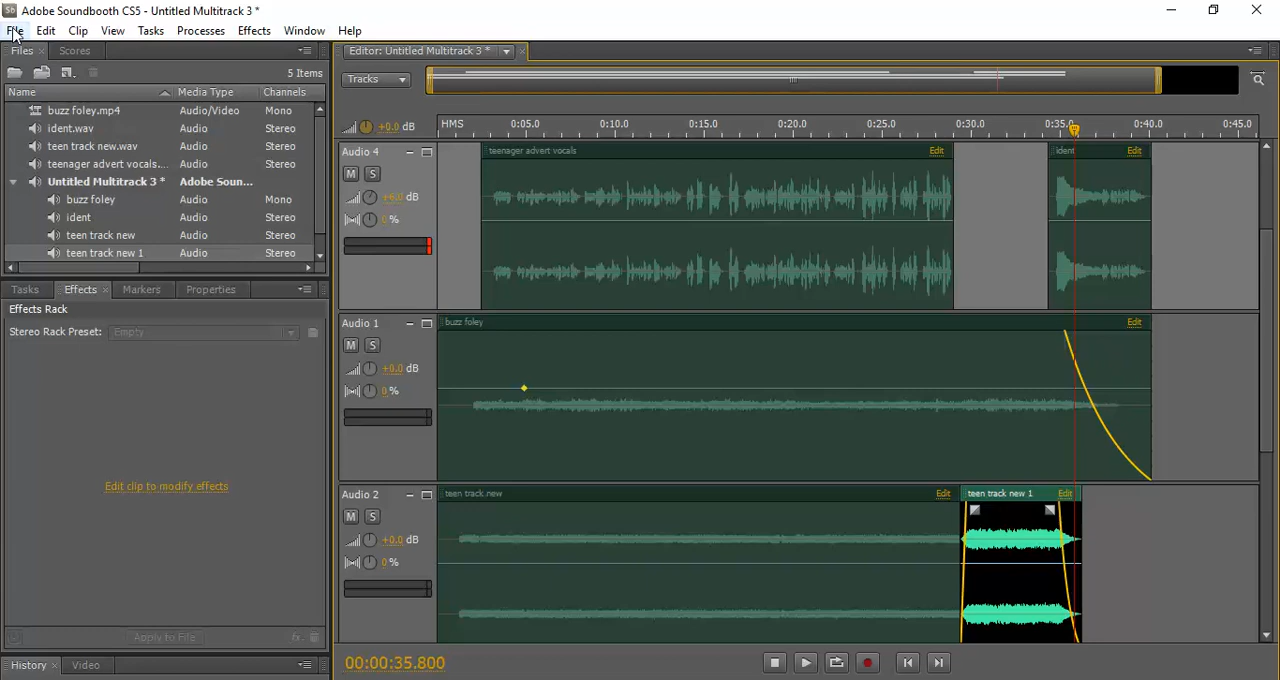 Sb Adobe Soundbooth CS5 - Untitled Multitrack 3 *
File Edit Clip View Tasks Processes Effects Window Help
Files Scores
5 Items
Name Media Type Channels
buzz foley.mp4 Audio/Video Mono
ident.wav Audio Stereo
teen track new.wav Audio Stereo
teenager advert vocals.... Audio Stereo
Untitled Multitrack 3 * Adobe Soun...
buzz foley Audio Mono
ident Audio Stereo
teen track new Audio Stereo
teen track new 1 Audio Stereo
Tasks Effects Markers Properties
Effects Rack
Stereo Rack Preset: Empty
Edit clip to modify effects
Apply to File
fx
History Video
Editor: Untitled Multitrack 3 *
Tracks
+0.0 dB
HMS 0:05.0 0:10.0 0:15.0 0:20.0 0:25.0 0:30.0 0:35.0 0:40.0 0:45.0
Audio 4
M S
dB
0 %
teenager advert vocals Edit
ident Edit
Audio 1
M S
+0.0 dB
0 %
buzz foley Edit
Audio 2
M S
+0.0 dB
0 %
teen track new Edit
teen track new 1 Edit
00:00:35.800